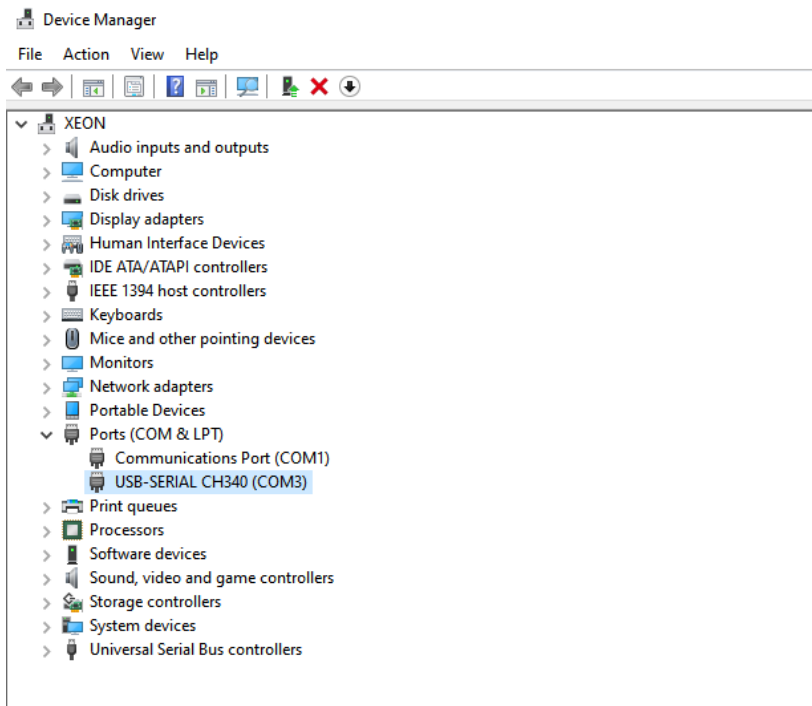 Device Manager
File Action View Help
XEON
Audio inputs and outputs
Computer
Disk drives
Display adapters
Human Interface Devices
IDE ATA/ATAPI controllers
IEEE 1394 host controllers
Keyboards
Mice and other pointing devices
Monitors
Network adapters
Portable Devices
Ports (COM & LPT)
Communications Port (COM1)
USB-SERIAL CH340 (COM3)
Print queues
Processors
Software devices
Sound, video and game controllers
Storage controllers
System devices
Universal Serial Bus controllers